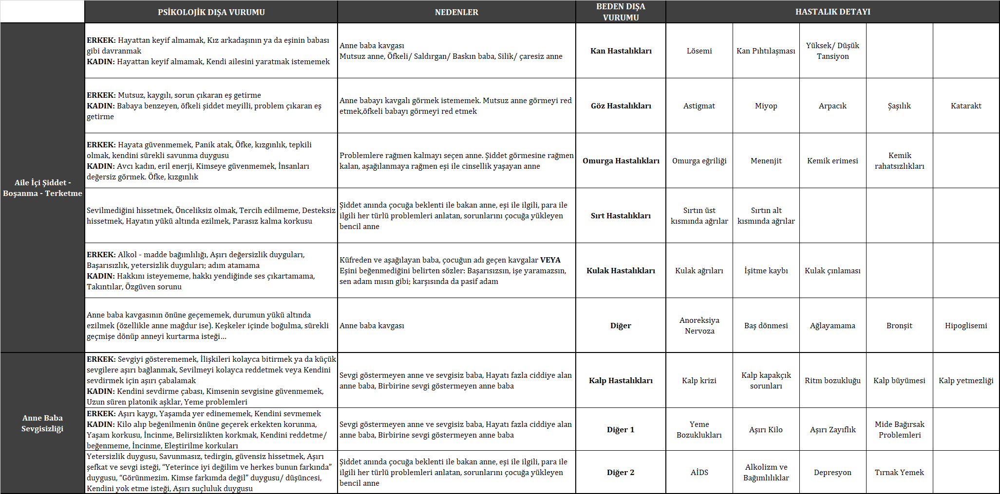 PSİKOLOJİK DIŞA VURUMU
NEDENLER
BEDEN DIŞA
VURUMU
HASTALIK DETAYI
Aile İçi Şiddet -
Boşanma - Terketme
ERKEK: Hayattan keyif almamak, Kız arkadaşının ya da eşinin babası
gibi davranmak
KADIN: Hayattan keyif almamak, Kendi ailesini yaratmak istememek
Anne baba kavgası
Mutsuz anne, Öfkeli/ Saldırgan/ Baskın baba, Silik/ çaresiz anne
Kan Hastalıkları
Lösemi
Kan Pıhtılaşması
Yüksek/ Düşük
Tansiyon
ERKEK: Mutsuz, kaygılı, sorun çıkaran eş getirme
KADIN: Babaya benzeyen, öfkeli şiddet meyilli, problem çıkaran eş
getirme
Anne babayı kavgalı görmek istememek. Mutsuz anne görmeyi red
etmek,öfkeli babayı görmeyi red etmek
Göz Hastalıkları
Astigmat
Miyop
Arpacık
Şaşılık
Katarakt
ERKEK: Hayata güvenmemek, Panik atak, Öfke, kızgınlık, tepkili
olmak, kendini sürekli savunma duygusu
KADIN: Avcı kadın, eril enerji, Kimseye güvenmemek, İnsanları
değersiz görmek. Öfke, kızgınlık
Problemlere rağmen kalmayı seçen anne. Şiddet görmesine rağmen
kalan, aşağılanmaya rağmen eşi ile cinsellik yaşayan anne
Omurga Hastalıkları
Omurga eğriliği
Menenjit
Kemik erimesi
Kemik
rahatsızlıkları
Sevilmediğini hissetmek, Önceliksiz olmak, Tercih edilmeme, Desteksiz
hissetmek, Hayatın yükü altında ezilmek, Parasız kalma korkusu
Şiddet anında çocuğa beklenti ile bakan anne, eşi ile ilgili, para ile
ilgili her türlü problemleri anlatan, sorunlarını çocuğa yükleyen
bencil anne
Sırt Hastalıkları
Sırtın üst
kısmında ağrılar
Sırtın alt
kısmında ağrılar
ERKEK: Alkol - madde bağımlılığı, Aşırı değersizlik duyguları,
Başarısızlık, yetersizlik duyguları; adım atamama
KADIN: Hakkını isteyememe, hakkı yendiğinde ses çıkartamama,
Takıntılar, Özgüven sorunu
Küfreden ve aşağılayan baba, çocuğun adı geçen kavgalar VEYA
Eşini beğenmediğini belirten sözler: Başarısızsın, işe yaramazsın,
sen adam mısın gibi; karşısında da pasif adam
Kulak Hastalıkları
Kulak ağrıları
İşitme kaybı
Kulak çınlaması
Anne baba kavgasının önüne geçememek, durumun yükü altında
ezilmek (özellikle anne mağdur ise). Keşkeler içinde boğulma, sürekli
geçmişe dönüp anneyi kurtarma isteği…
Anne baba kavgası
Diğer
Anoreksiya
Nervoza
Baş dönmesi
Ağlayamama
Bronşit
Hipoglisemi
Anne Baba
Sevgisizliği
ERKEK: Sevgiyi gösterememek, İlişkileri kolayca bitirmek ya da küçük
sevgilere aşırı bağlanmak, Sevilmeyi kolayca reddetmek veya Kendini
sevdirmek için aşırı çabalamak
KADIN: Kendini sevdirme çabası, Kimsenin sevgisine güvenmemek,
Uzun süren platonik aşklar, Yeme problemleri
Sevgi göstermeyen anne ve sevgisiz baba, Hayatı fazla ciddiye alan
anne baba, Birbirine sevgi göstermeyen anne baba
Kalp Hastalıkları
Kalp krizi
Kalp kapakçık
sorunları
Ritm bozukluğu
Kalp büyümesi
Kalp yetmezliği
ERKEK: Aşırı kaygı, Yaşamda yer edinememek, Kendini sevmemek
KADIN: Kilo alıp beğenilmenin önüne geçerek erkekten korunma,
Yaşam korkusu, İncinme, Belirsizlikten korkmak, Kendini reddetme/
beğenmeme, İncinme, Eleştirilme korkuları
Sevgi göstermeyen anne ve sevgisiz baba, Hayatı fazla ciddiye alan
anne baba, Birbirine sevgi göstermeyen anne baba
Diğer 1
Yeme
Bozuklukları
Aşırı Kilo
Aşırı Zayıflık
Mide Bağırsak
Problemleri
Yetersizlik duygusu, Savunmasız, tedirgin, güvensiz hissetmek, Aşırı
şefkat ve sevgi isteği, “Yeterince iyi değilim ve herkes bunun farkında”
duygusu, “Görünmezim. Kimse farkımda değil” duygusu/ düşüncesi,
Kendini yok etme isteği, Aşırı suçluluk duygusu
Şiddet anında çocuğa beklenti ile bakan anne, eşi ile ilgili, para ile
ilgili her türlü problemleri anlatan, sorunlarını çocuğa yükleyen
bencil anne
Diğer 2
AİDS
Alkolizm ve
Bağımlılıklar
Depresyon
Tırnak Yemek